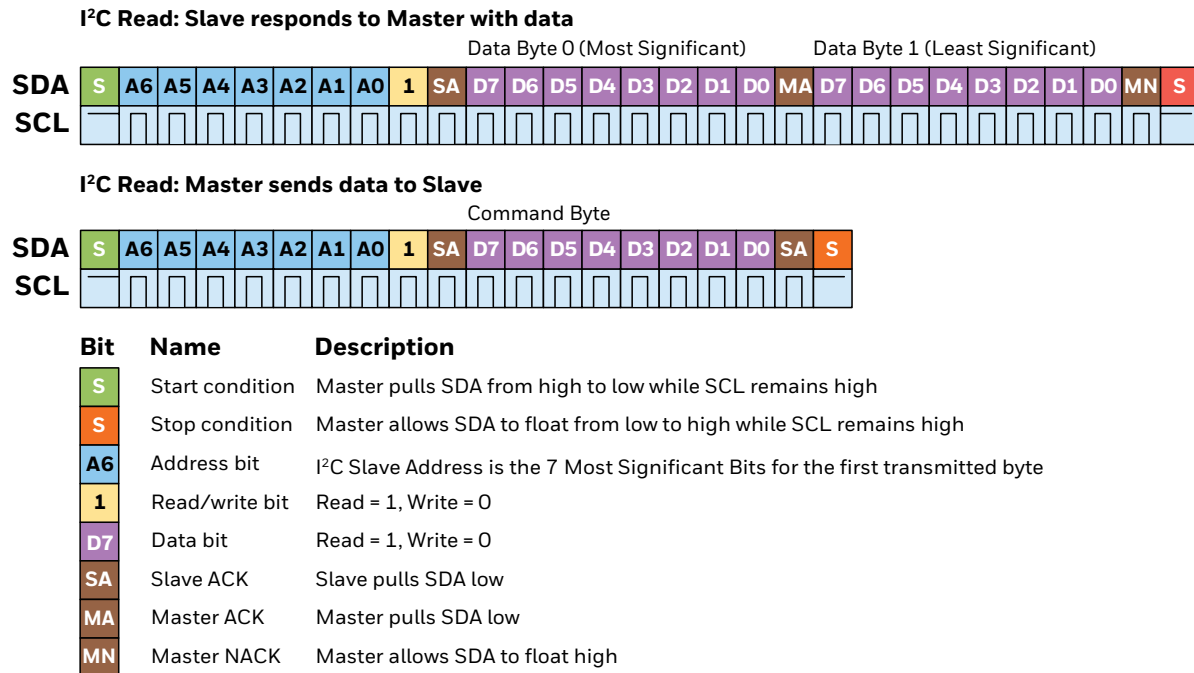 I²C Read: Slave responds to Master with data
Data Byte 0 (Most Significant) Data Byte 1 (Least Significant)
SDA S A6 A5 A4 A3 A2 A1 A0 1 SA D7 D6 D5 D4 D3 D2 D1 D0 MA D7 D6 D5 D4 D3 D2 D1 D0 MN S
SCL
I²C Read: Master sends data to Slave
Command Byte
SDA S A6 A5 A4 A3 A2 A1 A0 1 SA D7 D6 D5 D4 D3 D2 D1 D0 SA S
SCL
Bit Name Description
S Start condition Master pulls SDA from high to low while SCL remains high
S Stop condition Master allows SDA to float from low to high while SCL remains high
A6 Address bit I²C Slave Address is the 7 Most Significant Bits for the first transmitted byte
1 Read/write bit Read = 1, Write = 0
D7 Data bit Read = 1, Write = 0
SA Slave ACK Slave pulls SDA low
MA Master ACK Master pulls SDA low
MN Master NACK Master allows SDA to float high